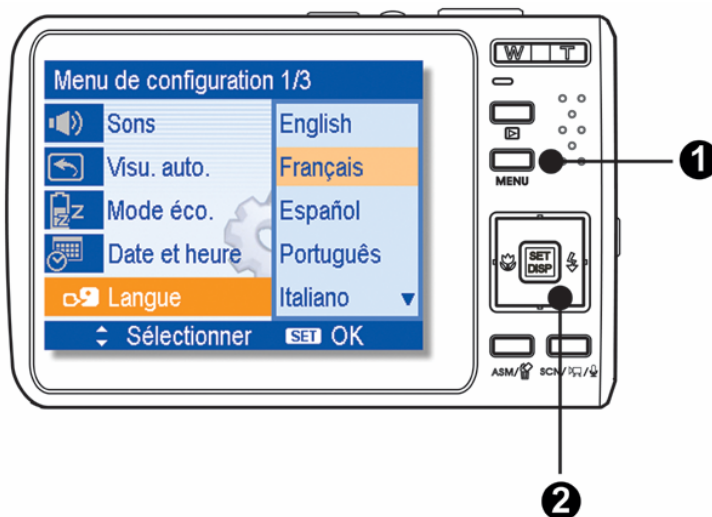 Menu de configuration 1/3
Sons
Visu. auto.
Mode éco.
Date et heure
Langue
English
Français
Español
Português
Italiano
Sélectionner SET OK
W T
MENU
SET
DISP
ASM/
SCN/ /
1
2